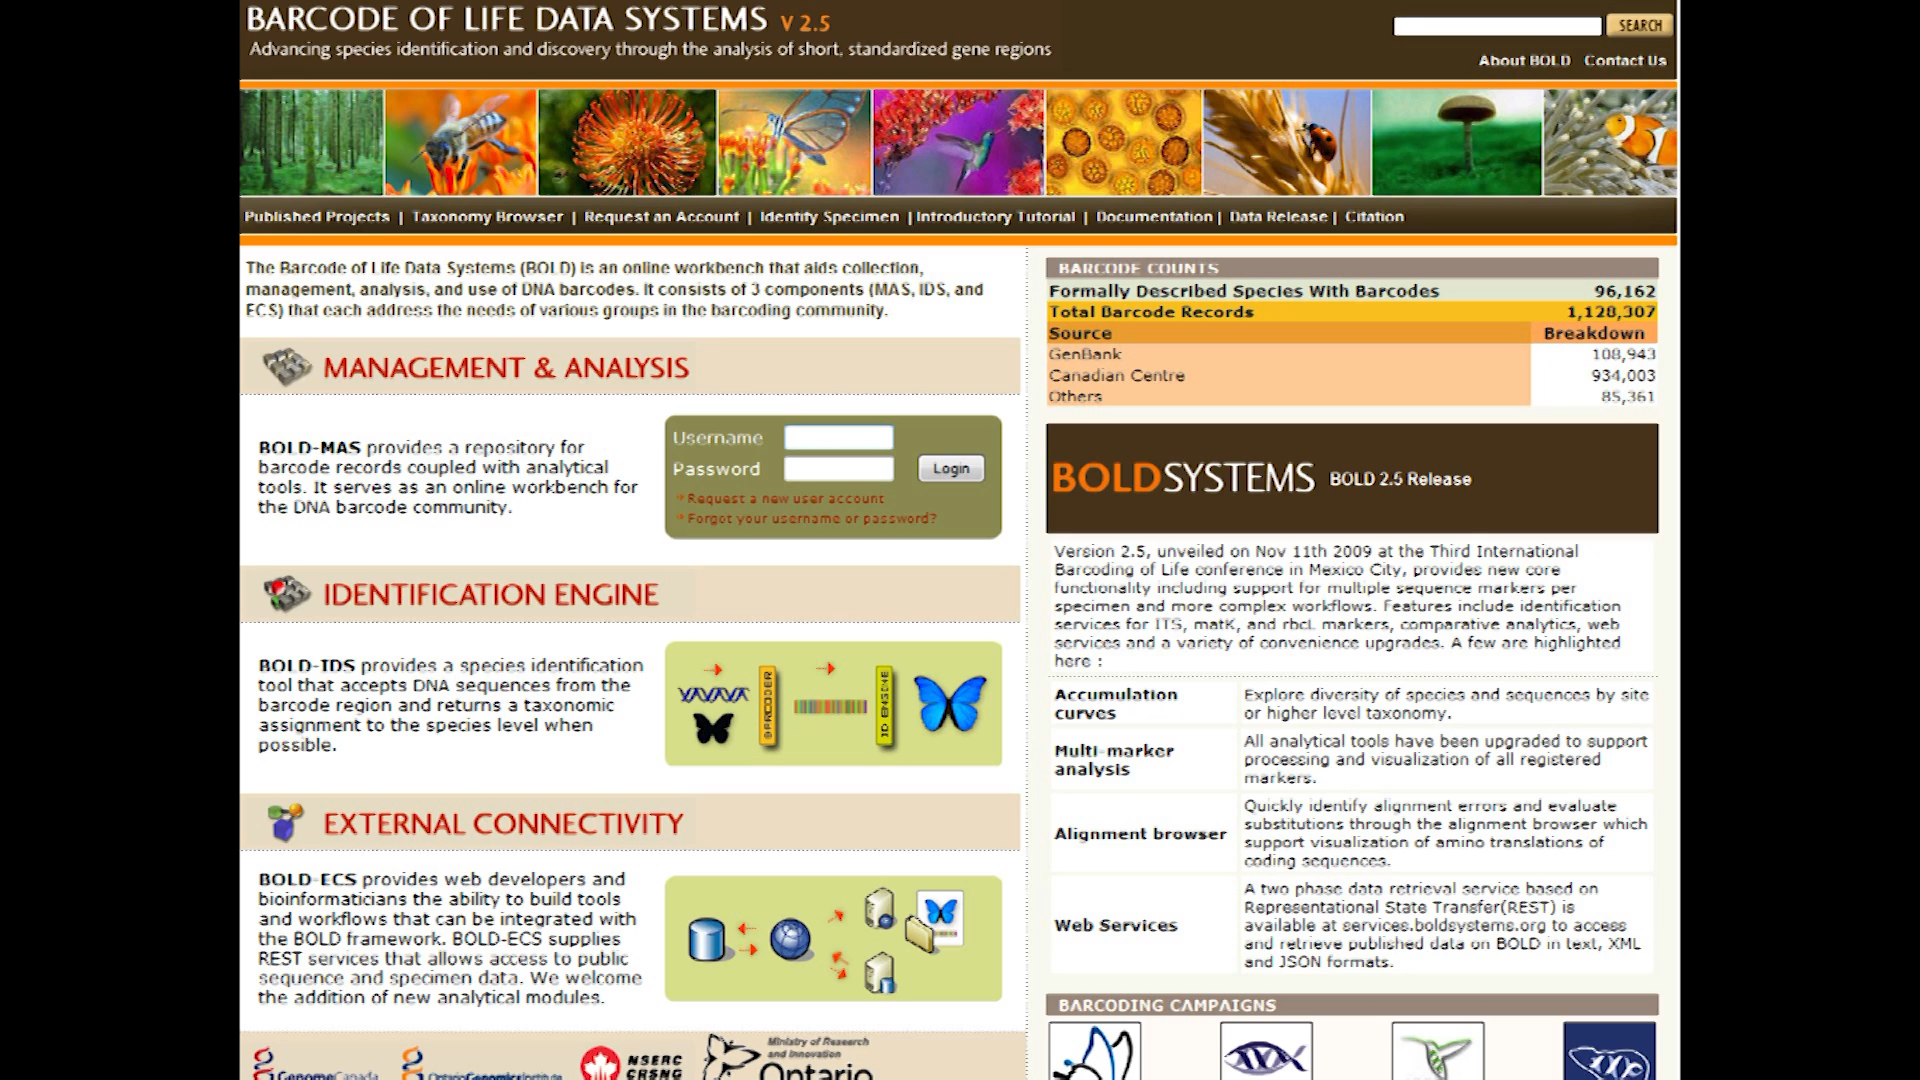 BARCODE OF LIFE DATA SYSTEMS V 2.5
Advancing species identification and discovery through the analysis of short, standardized gene regions
SEARCH
About BOLD Contact Us
Published Projects | Taxonomy Browser | Request an Account | Identify Specimen | Introductory Tutorial | Documentation | Data Release | Citation
The Barcode of Life Data Systems (BOLD) is an online workbench that aids collection,
management, analysis, and use of DNA barcodes. It consists of 3 components (MAS, IDS, and
ECS) that each address the needs of various groups in the barcoding community.
MANAGEMENT & ANALYSIS
BOLD-MAS provides a repository for
barcode records coupled with analytical
tools. It serves as an online workbench for
the DNA barcode community.
Username
Password
Login
Request a new user account
Forgot your username or password?
IDENTIFICATION ENGINE
BOLD-IDS provides a species identification
tool that accepts DNA sequences from the
barcode region and returns a taxonomic
assignment to the species level when
possible.
BARCODER
ID ENGINE
EXTERNAL CONNECTIVITY
BOLD-ECS provides web developers and
bioinformaticians the ability to build tools
and workflows that can be integrated with
the BOLD framework. BOLD-ECS supplies
REST services that allows access to public
sequence and specimen data. We welcome
the addition of new analytical modules.
GenomeCanada
OntarioGenomicsInstitute
NSERC
CRSNG
Ministry of Research
and Innovation
Ontario
BARCODE COUNTS
Formally Described Species With Barcodes 96,162
Total Barcode Records 1,128,307
Source Breakdown
GenBank 108,943
Canadian Centre 934,003
Others 85,361
BOLDSYSTEMS BOLD 2.5 Release
Version 2.5, unveiled on Nov 11th 2009 at the Third International
Barcoding of Life conference in Mexico City, provides new core
functionality including support for multiple sequence markers per
specimen and more complex workflows. Features include identification
services for ITS, matK, and rbcL markers, comparative analytics, web
services and a variety of convenience upgrades. A few are highlighted
here :
Accumulation
curves
Explore diversity of species and sequences by site
or higher level taxonomy.
Multi-marker
analysis
All analytical tools have been upgraded to support
processing and visualization of all registered
markers.
Alignment browser
Quickly identify alignment errors and evaluate
substitutions through the alignment browser which
support visualization of amino translations of
coding sequences.
Web Services
A two phase data retrieval service based on
Representational State Transfer(REST) is
available at services.boldsystems.org to access
and retrieve published data on BOLD in text, XML
and JSON formats.
BARCODING CAMPAIGNS